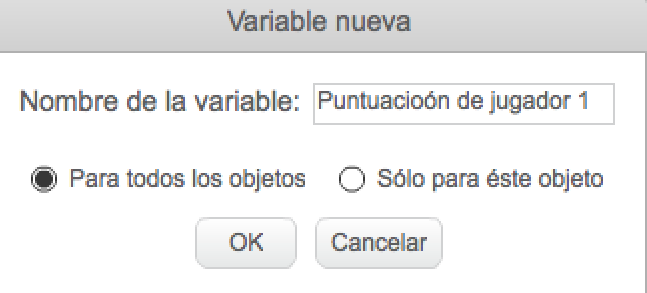 Variable nueva
Nombre de la variable: Puntuacioón de jugador 1
Para todos los objetos Sólo para éste objeto
OK Cancelar